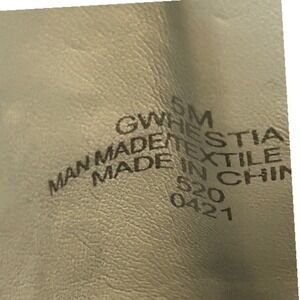 5M
GWHESTIA
MAN MADE/TEXTILE
MADE IN CHIN
520
0421